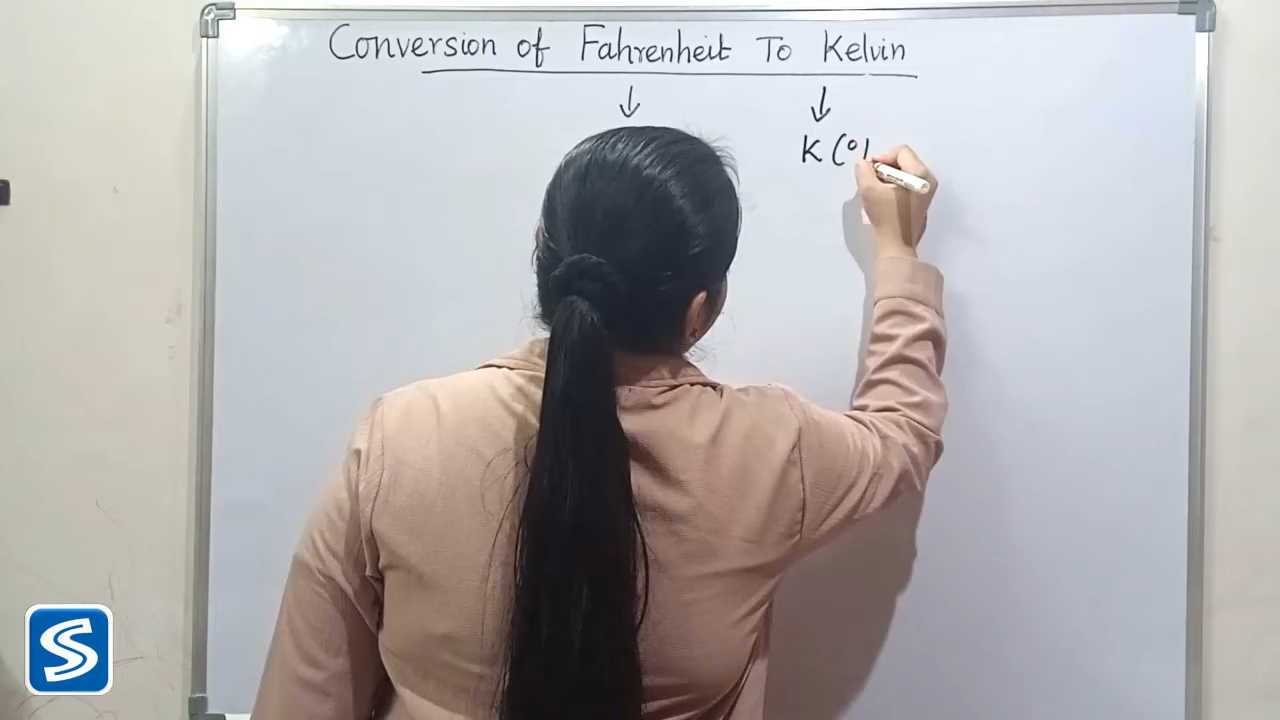 Conversion of Fahrenheit To Kelvin
↓ ↓
K (°
S